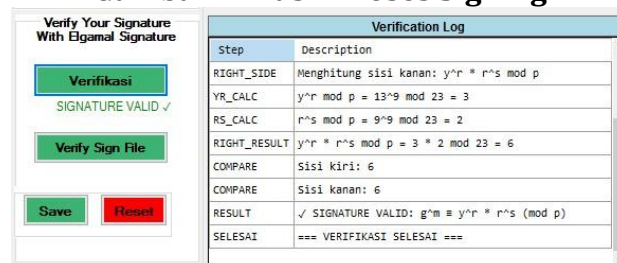 Verify Your Signature
With Elgamal Signature
Verifikasi
SIGNATURE VALID ✓
Verify Sign File
Save Reset
Verification Log
Step Description
RIGHT_SIDE Menghitung sisi kanan: y^r * r^s mod p
YR_CALC y^r mod p = 13^9 mod 23 = 3
RS_CALC r^s mod p = 9^9 mod 23 = 2
RIGHT_RESULT y^r * r^s mod p = 3 * 2 mod 23 = 6
COMPARE Sisi kiri: 6
COMPARE Sisi kanan: 6
RESULT ✓ SIGNATURE VALID: g^m ≡ y^r * r^s (mod p)
SELESAI === VERIFIKASI SELESAI ===